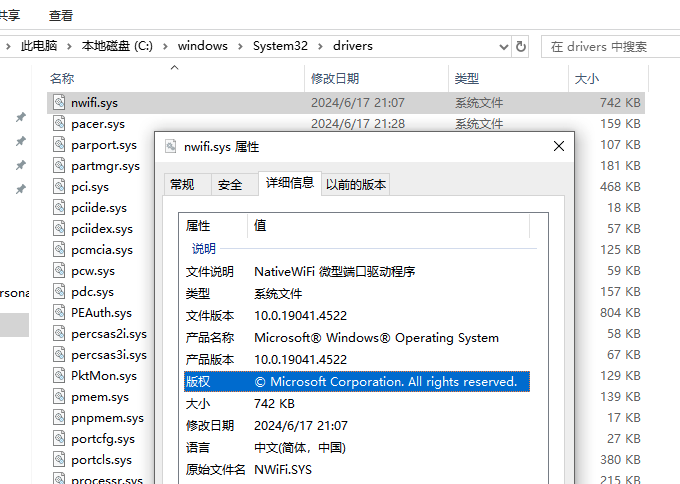 共享 查看
此电脑 > 本地磁盘 (C:) > windows > System32 > drivers 在 drivers 中搜索
名称 修改日期 类型 大小
nwifi.sys 2024/6/17 21:07 系统文件 742 KB
pacer.sys 2024/6/17 21:28 系统文件 159 KB
parport.sys 107 KB
partmgr.sys 181 KB
pci.sys 468 KB
pciide.sys 18 KB
pciidex.sys 57 KB
pcmcia.sys 125 KB
pcw.sys 59 KB
pdc.sys 157 KB
rsona PEAuth.sys 804 KB
percsas2i.sys 58 KB
percsas3i.sys 67 KB
PktMon.sys 129 KB
pmem.sys 139 KB
pnpmem.sys 17 KB
portcfg.sys 27 KB
portcls.sys 380 KB
processr.sys 215 KB
nwifi.sys 属性
常规 安全 详细信息 以前的版本
属性 值
说明
文件说明 NativeWiFi 微型端口驱动程序
类型 系统文件
文件版本 10.0.19041.4522
产品名称 Microsoft® Windows® Operating System
产品版本 10.0.19041.4522
版权 © Microsoft Corporation. All rights reserved.
大小 742 KB
修改日期 2024/6/17 21:07
语言 中文(简体，中国)
原始文件名 NWiFi.SYS